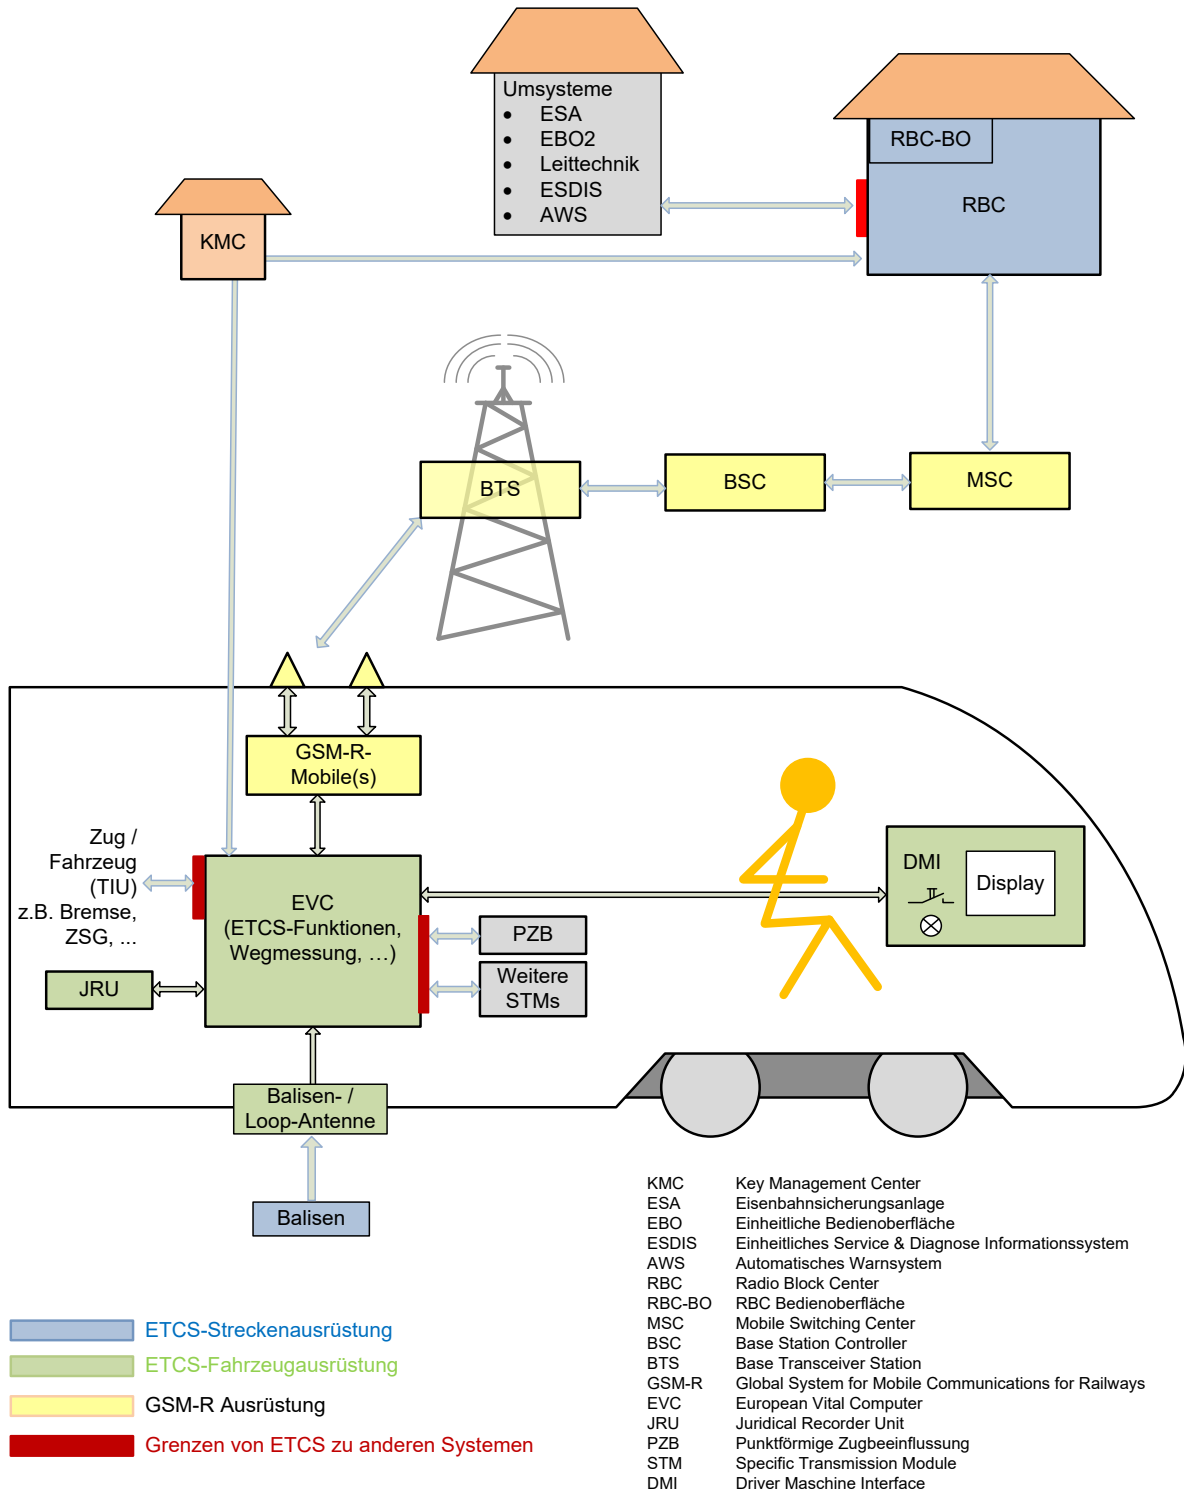 Umsysteme
• ESA
• EBO2
• Leittechnik
• ESDIS
• AWS
RBC-BO
RBC
KMC
BTS
BSC
MSC
GSM-R-
Mobile(s)
Zug /
Fahrzeug
(TIU)
z.B. Bremse,
ZSG, ...
EVC
(ETCS-Funktionen,
Wegmessung, …)
PZB
Weitere
STMs
JRU
DMI
Display
Balisen- /
Loop-Antenne
Balisen
KMC Key Management Center
ESA Eisenbahnsicherungsanlage
EBO Einheitliche Bedienoberfläche
ESDIS Einheitliches Service & Diagnose Informationssystem
AWS Automatisches Warnsystem
RBC Radio Block Center
RBC-BO RBC Bedienoberfläche
MSC Mobile Switching Center
BSC Base Station Controller
BTS Base Transceiver Station
GSM-R Global System for Mobile Communications for Railways
EVC European Vital Computer
JRU Juridical Recorder Unit
PZB Punktförmige Zugbeeinflussung
STM Specific Transmission Module
DMI Driver Maschine Interface
ETCS-Streckenausrüstung
ETCS-Fahrzeugausrüstung
GSM-R Ausrüstung
Grenzen von ETCS zu anderen Systemen